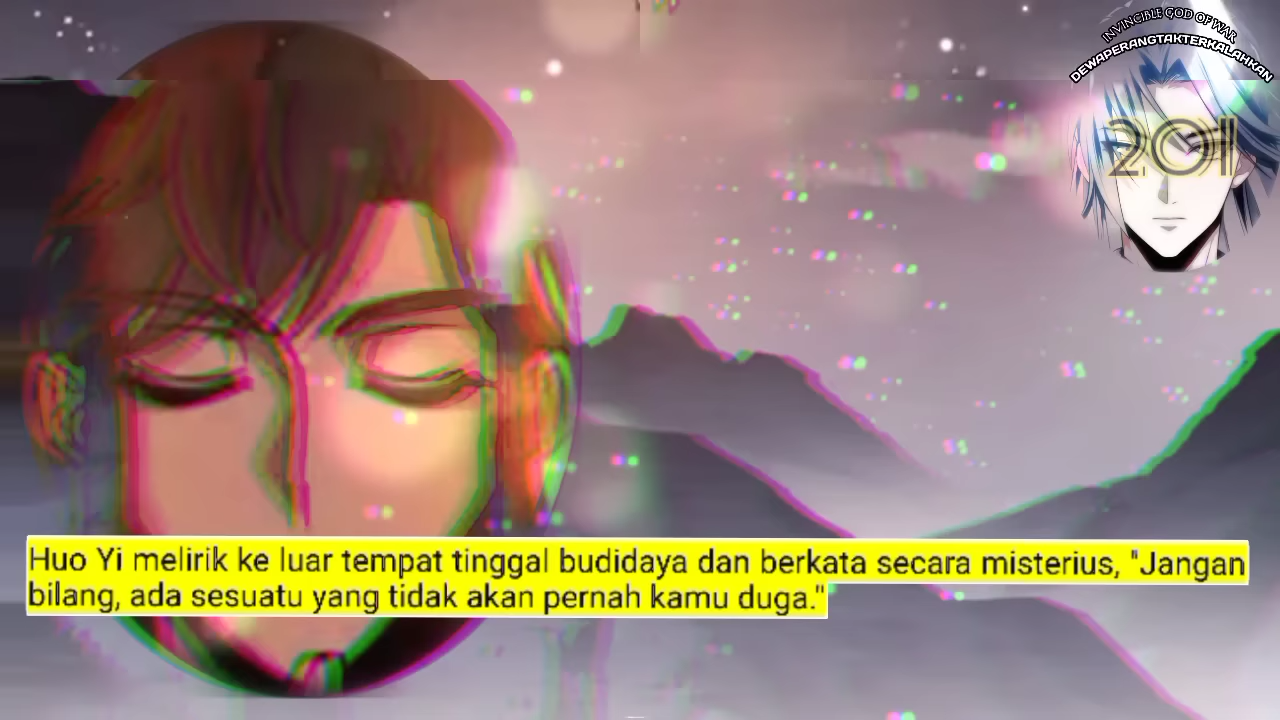 INVINCIBLE GOD OF WAR
DEWAPERANGTAKTERKALAHKAN
201
Huo Yi melirik ke luar tempat tinggal budidaya dan berkata secara misterius, "Jangan
bilang, ada sesuatu yang tidak akan pernah kamu duga."